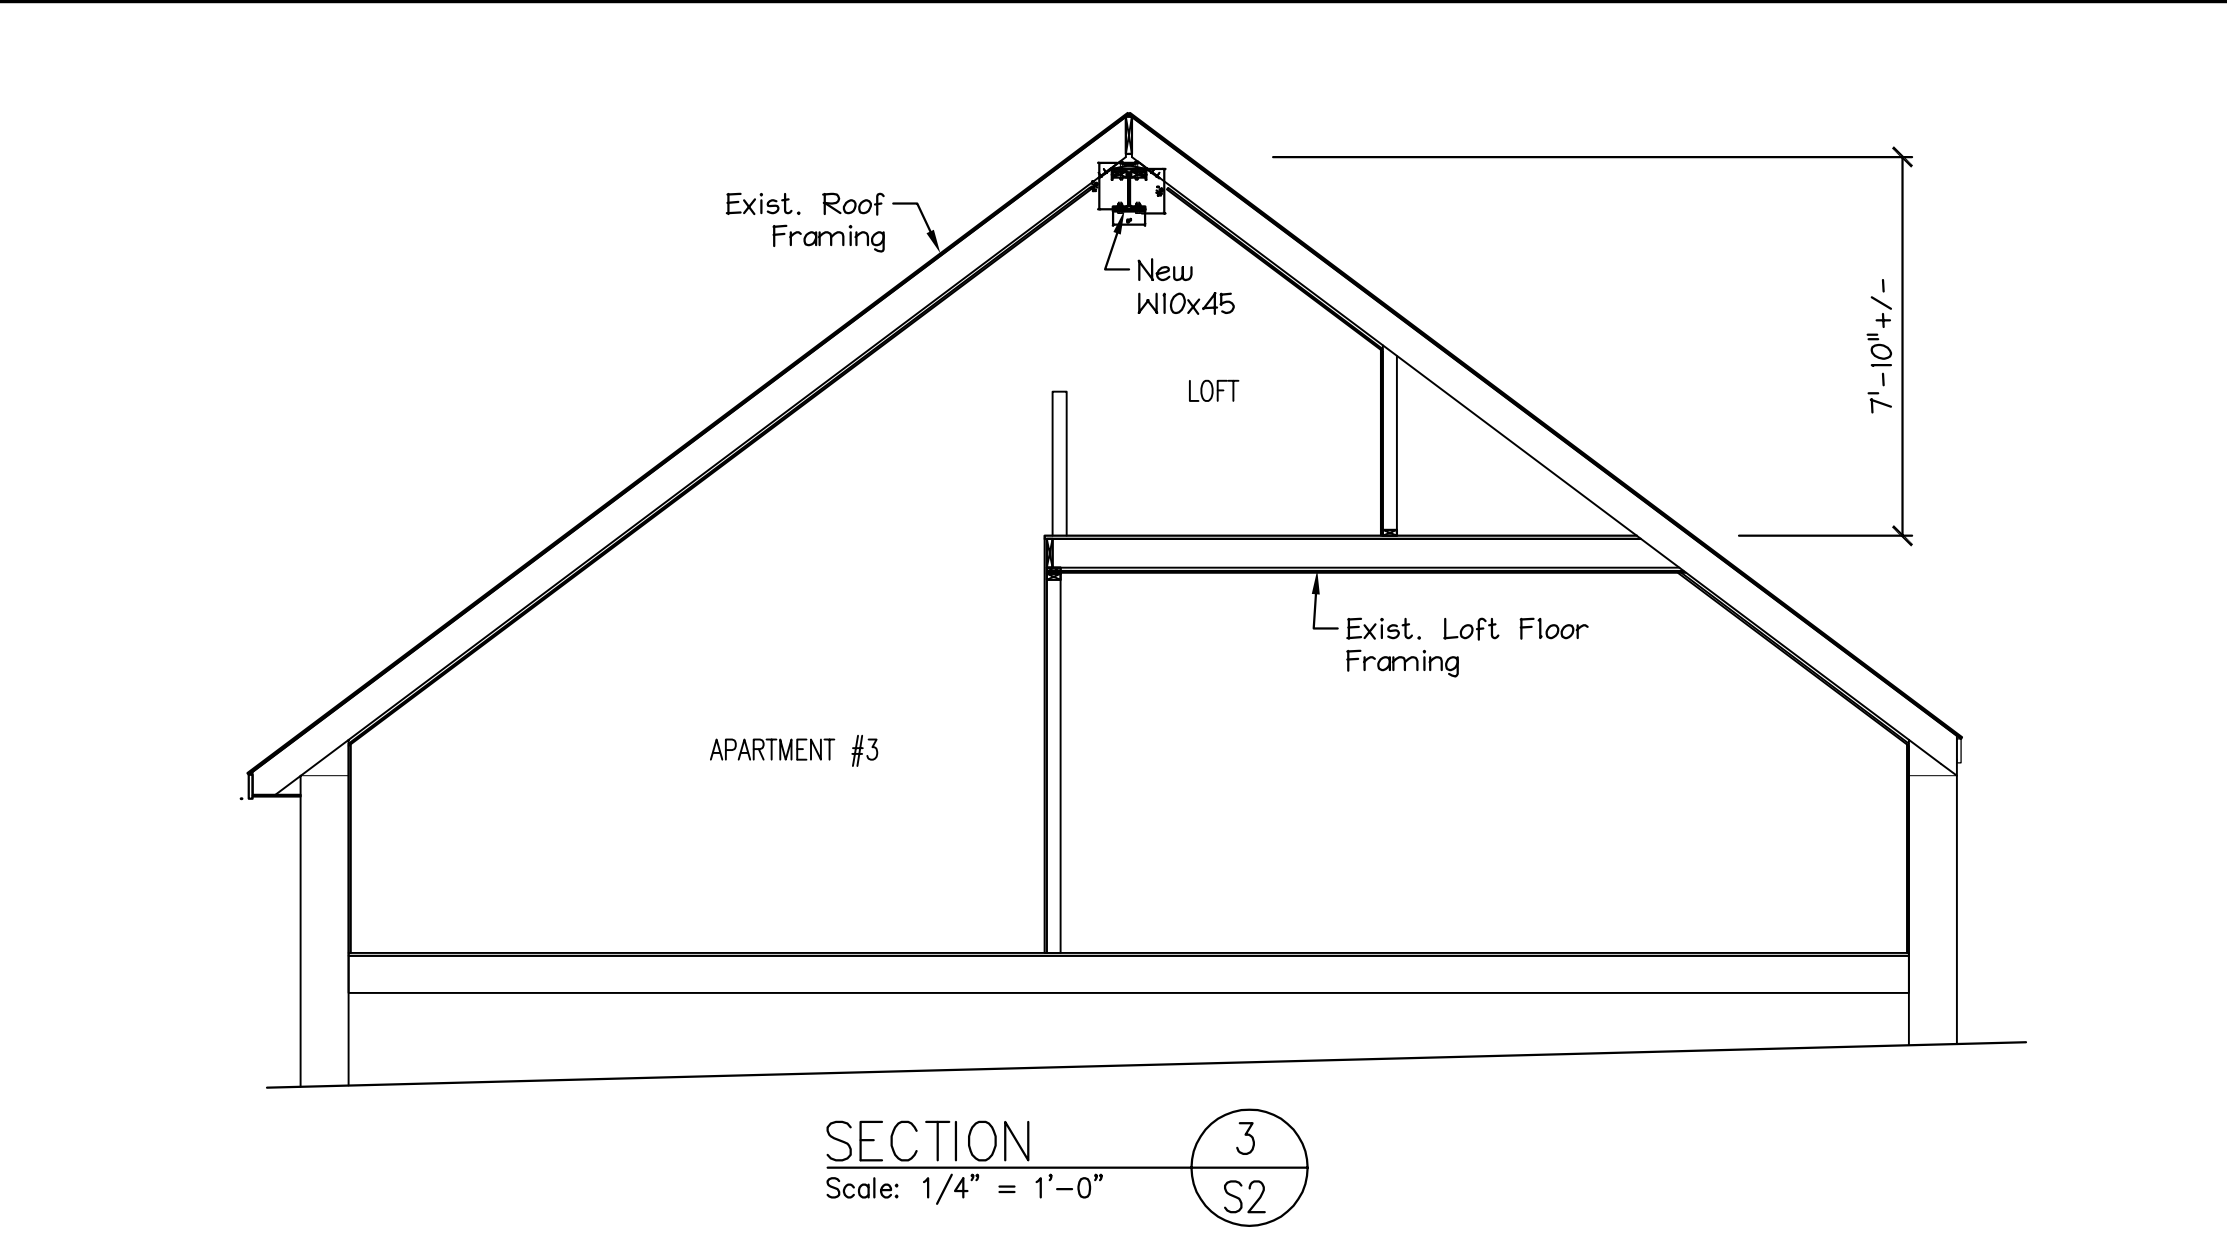 Exist. Roof
Framing
New
W10x45
LOFT
7'-10"+/-
Exist. Loft Floor
Framing
APARTMENT #3
SECTION
Scale: 1/4" = 1'-0"
3
S2